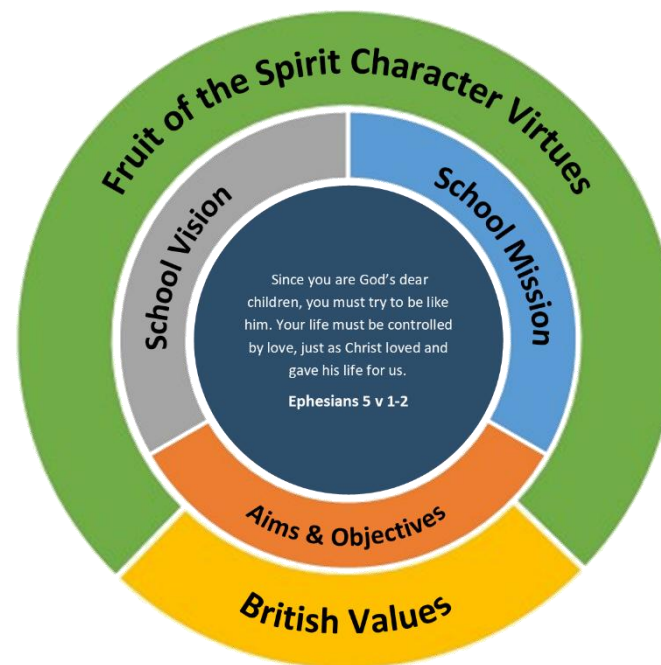 Fruit of the Spirit Character Virtues
School Vision
School Mission
Since you are God’s dear
children, you must try to be like
him. Your life must be controlled
by love, just as Christ loved and
gave his life for us.
Ephesians 5 v 1-2
Aims & Objectives
British Values